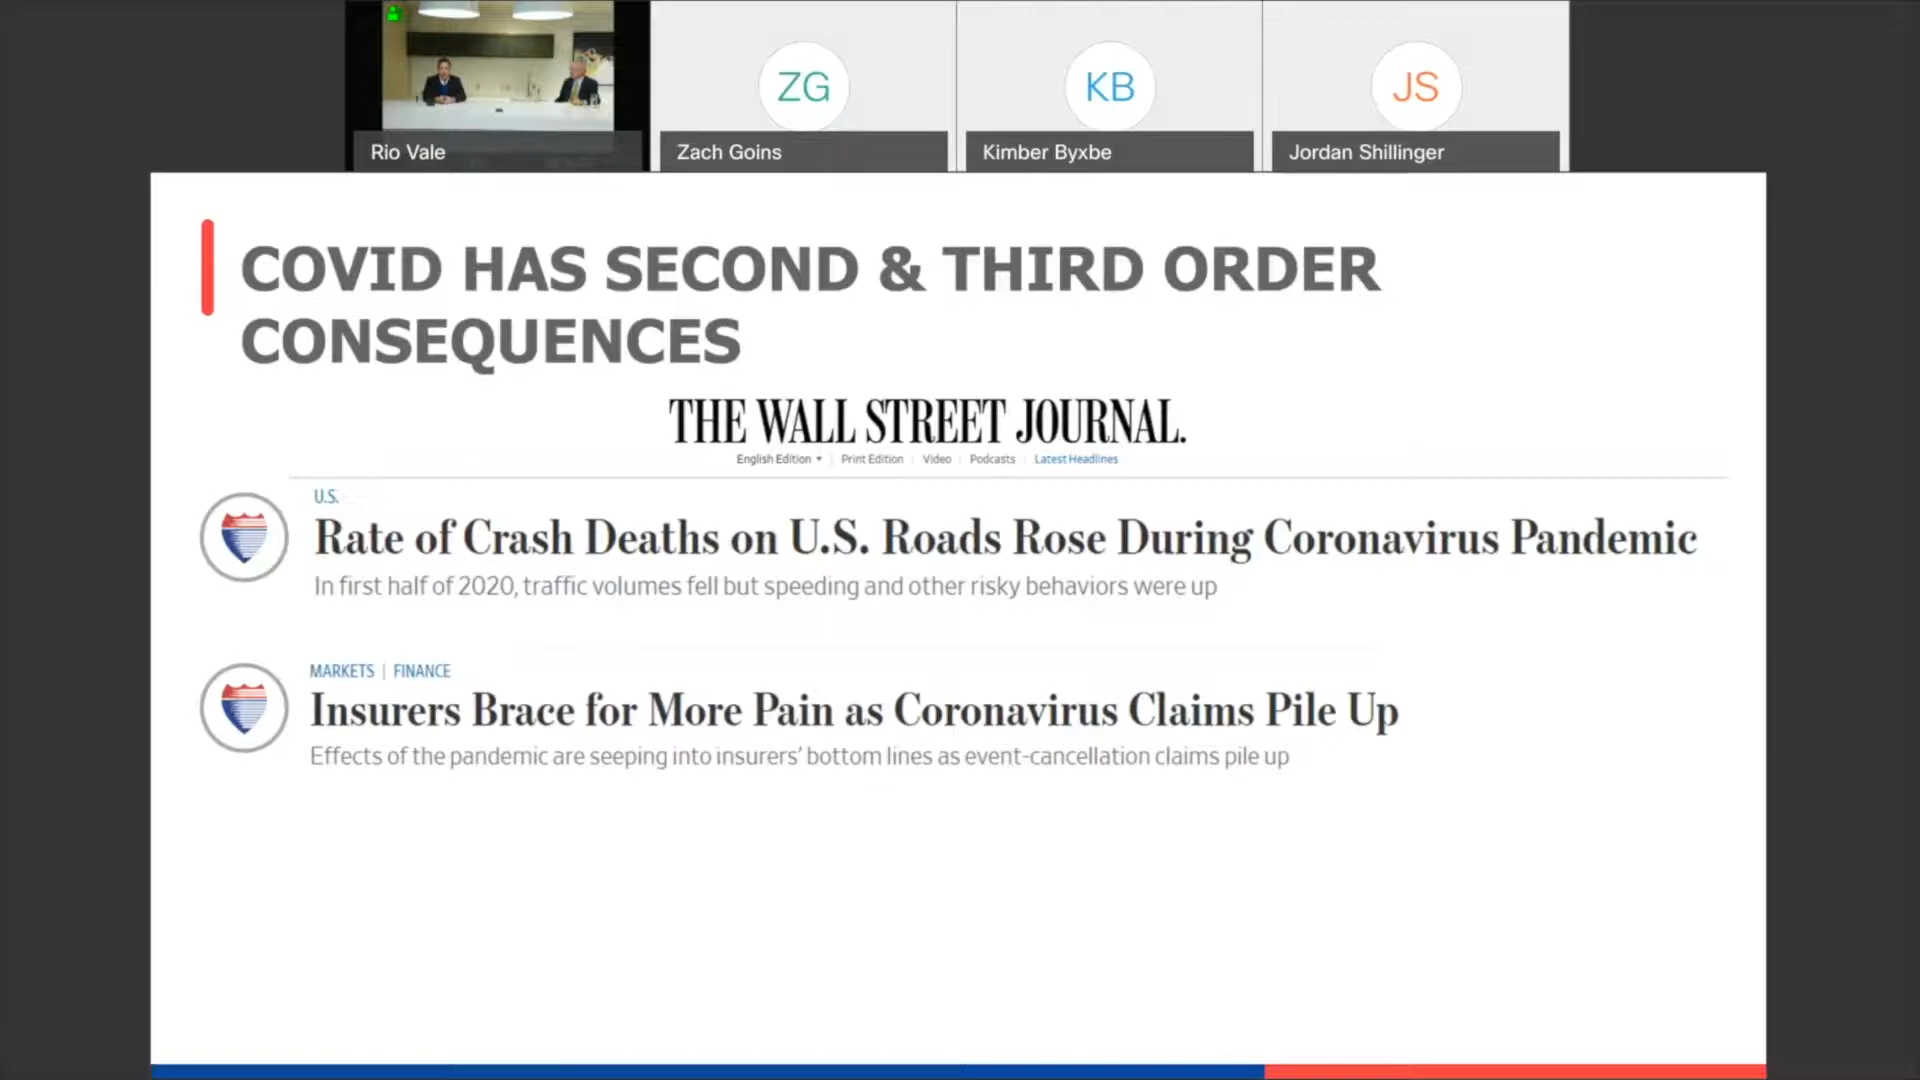 ZG
KB
JS
Rio Vale
Zach Goins
Kimber Byxbe
Jordan Shillinger
COVID HAS SECOND & THIRD ORDER
CONSEQUENCES
THE WALL STREET JOURNAL.
English Edition | Print Edition | Video | Podcasts | Latest Headlines
U.S.
Rate of Crash Deaths on U.S. Roads Rose During Coronavirus Pandemic
In first half of 2020, traffic volumes fell but speeding and other risky behaviors were up
MARKETS | FINANCE
Insurers Brace for More Pain as Coronavirus Claims Pile Up
Effects of the pandemic are seeping into insurers’ bottom lines as event-cancellation claims pile up